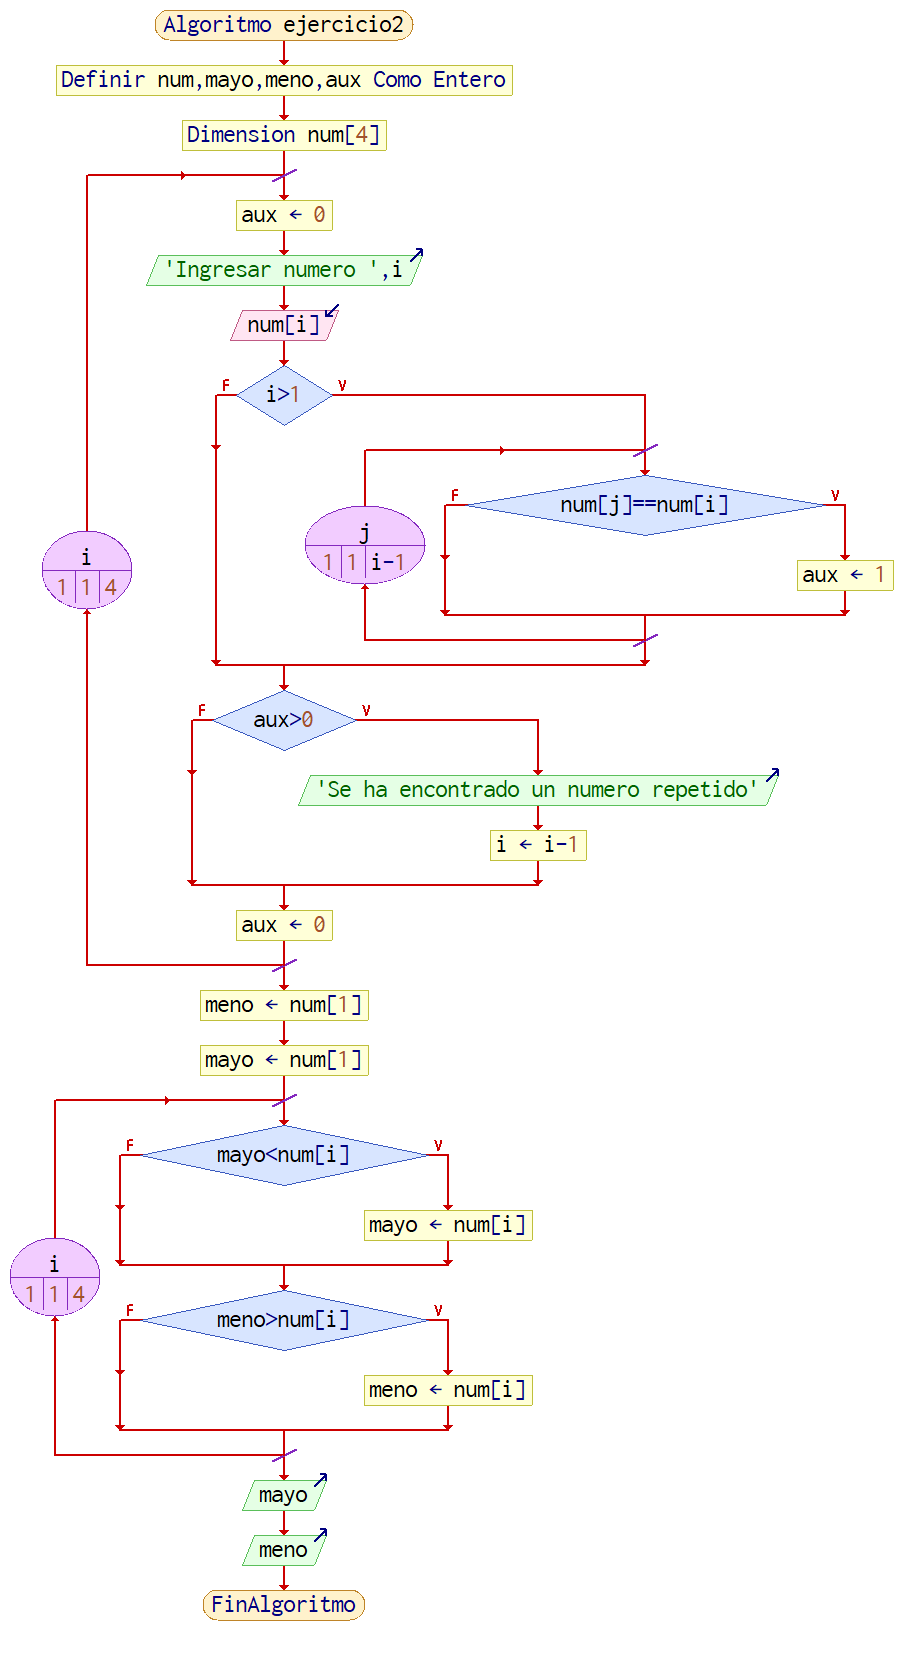 Algoritmo ejercicio2
Definir num,mayo,meno,aux Como Entero
Dimension num[4]
aux ← 0
'Ingresar numero ',i
num[i]
F
i>1
V
F
num[j]==num[i]
V
j
1 1 i-1
i
1 1 4
aux ← 1
F
aux>0
V
'Se ha encontrado un numero repetido'
i ← i-1
aux ← 0
meno ← num[1]
mayo ← num[1]
F
mayo<num[i]
V
mayo ← num[i]
i
1 1 4
F
meno>num[i]
V
meno ← num[i]
mayo
meno
FinAlgoritmo